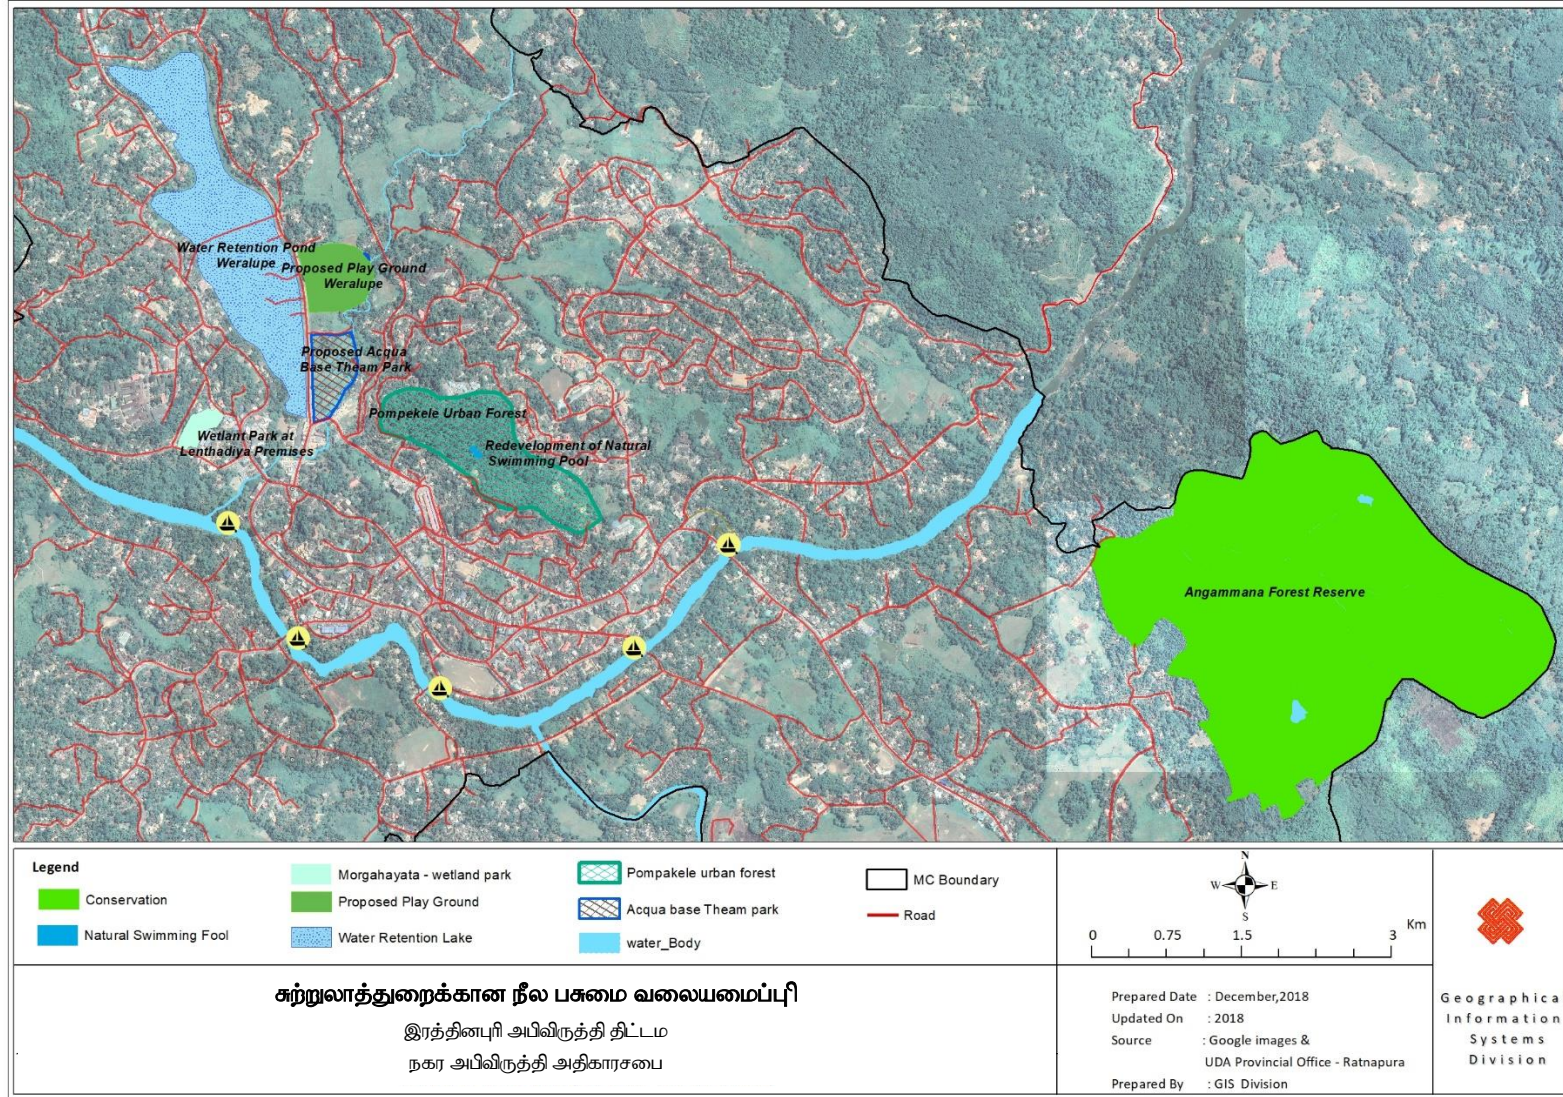 Water Retention Pond
Weralupe
Proposed Play Ground
Weralupe
Proposed Acqua
Base Theam Park
Pompekele Urban Forest
Wetlant Park at
Lenthadiya Premises
Redevelopment of Natural
Swimming Pool
Angammana Forest Reserve
Legend
Conservation
Natural Swimming Fool
Morgahayata - wetland park
Proposed Play Ground
Water Retention Lake
Pompakele urban forest
Acqua base Theam park
water_Body
MC Boundary
Road
N
W E
S
Km
0 0.75 1.5 3
சுற்றுலாத்துறைக்கான நீல பசுமை வலையமைப்புி
இரத்தினபுரி அபிவிருத்தி திட்டம
நகர அபிவிருத்தி அதிகாரசபை
Prepared Date : December,2018
Updated On : 2018
Source : Google images &
UDA Provincial Office - Ratnapura
Prepared By : GIS Division
Geographica
Information
Systems
Division